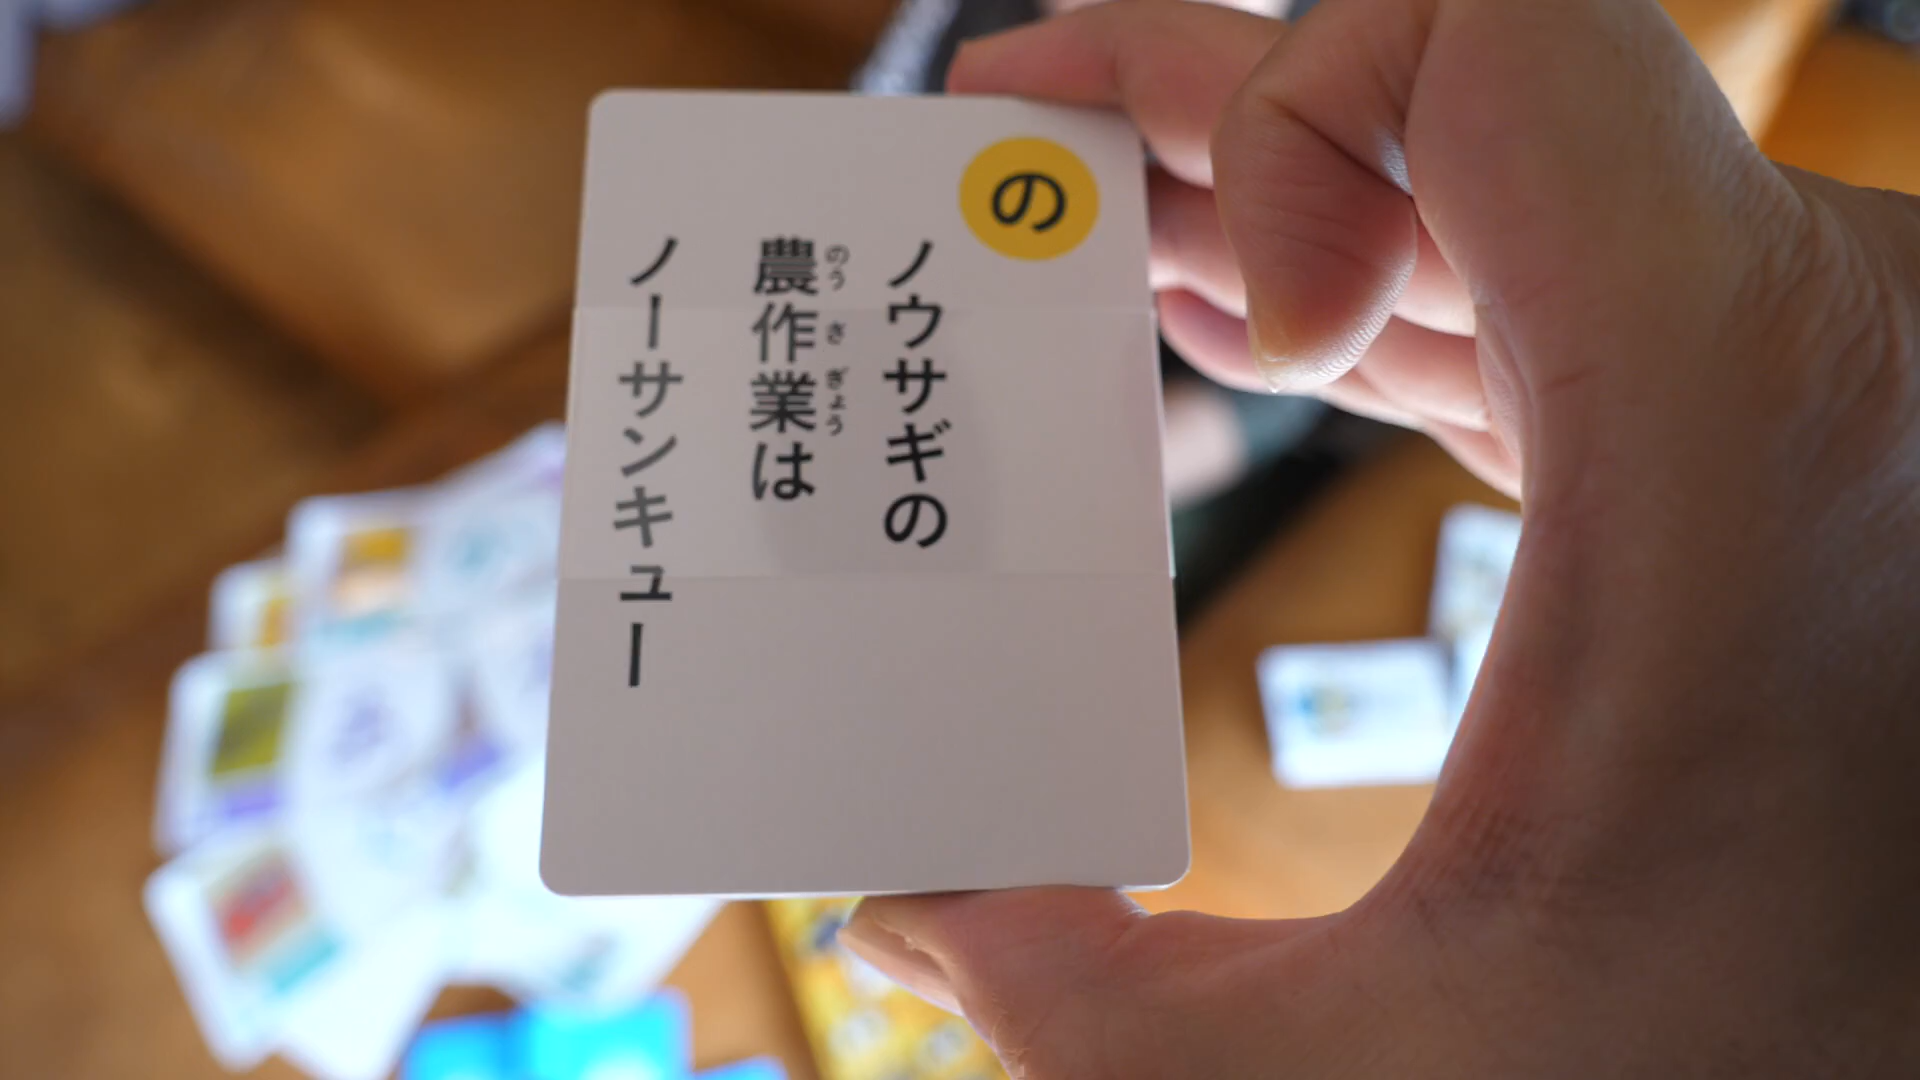 の
ノウサギの
農作業は
のうさぎょう
ノーサンキュー